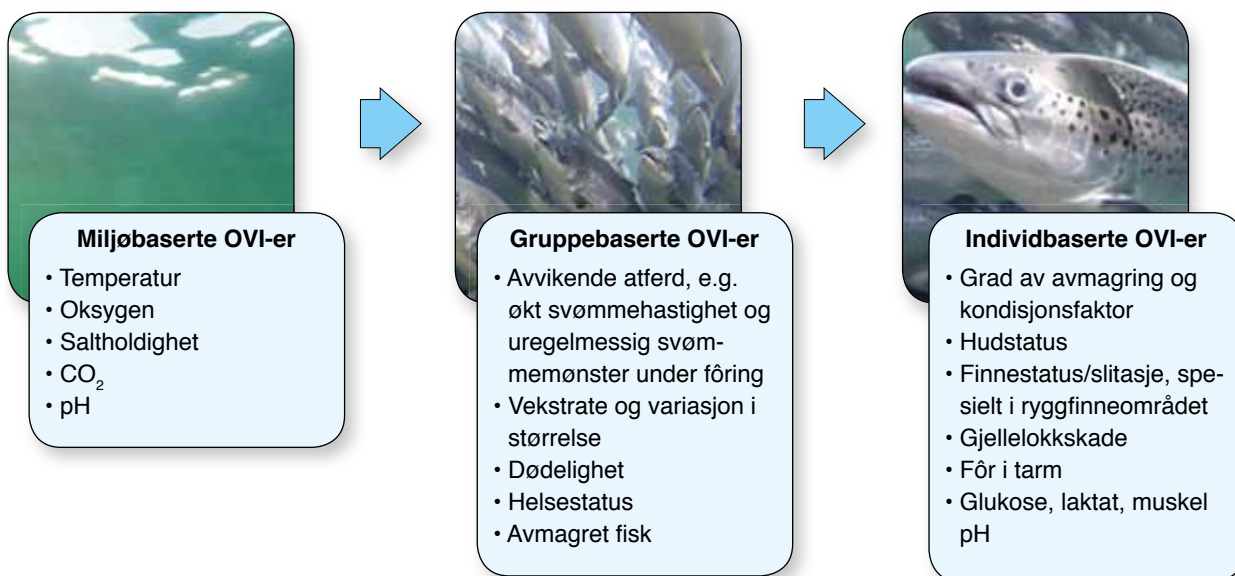 Miljøbaserte OVI-er
• Temperatur
• Oksygen
• Saltholdighet
• CO₂
• pH
Gruppebaserte OVI-er
• Avvikende atferd, e.g.
økt svømmehastighet og
uregelmessig svøm-
memønster under fôring
• Vekstrate og variasjon i
størrelse
• Dødelighet
• Helsestatus
• Avmagret fisk
Individbaserte OVI-er
• Grad av avmagring og
kondisjonsfaktor
• Hudstatus
• Finnestatus/slitasje, spe-
sielt i ryggfinneområdet
• Gjellelokkskade
• Fôr i tarm
• Glukose, laktat, muskel
pH